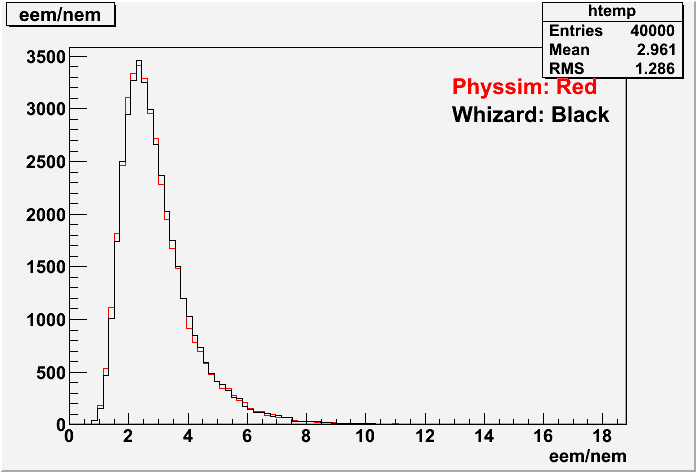 eem/nem
htemp
Entries 40000
Mean 2.961
RMS 1.286
Physsim: Red
Whizard: Black
3500
3000
2500
2000
1500
1000
500
0
0 2 4 6 8 10 12 14 16 18
eem/nem